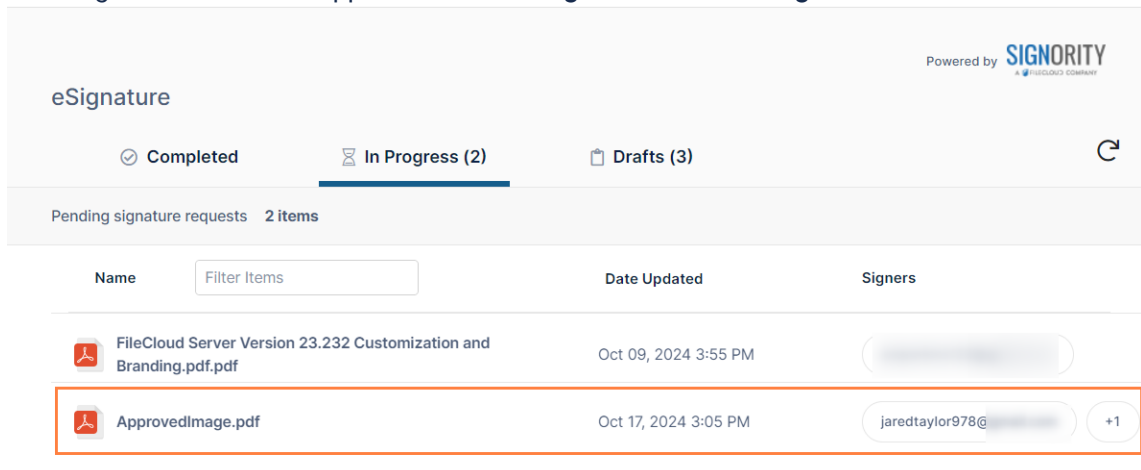 Powered by SIGNORITY
A FILECLOUD COMPANY
eSignature
Completed In Progress (2) Drafts (3)
Pending signature requests 2 items
Name Filter Items Date Updated Signers
FileCloud Server Version 23.232 Customization and
Branding.pdf.pdf
Oct 09, 2024 3:55 PM
ApprovedImage.pdf Oct 17, 2024 3:05 PM jaredtaylor978@ +1